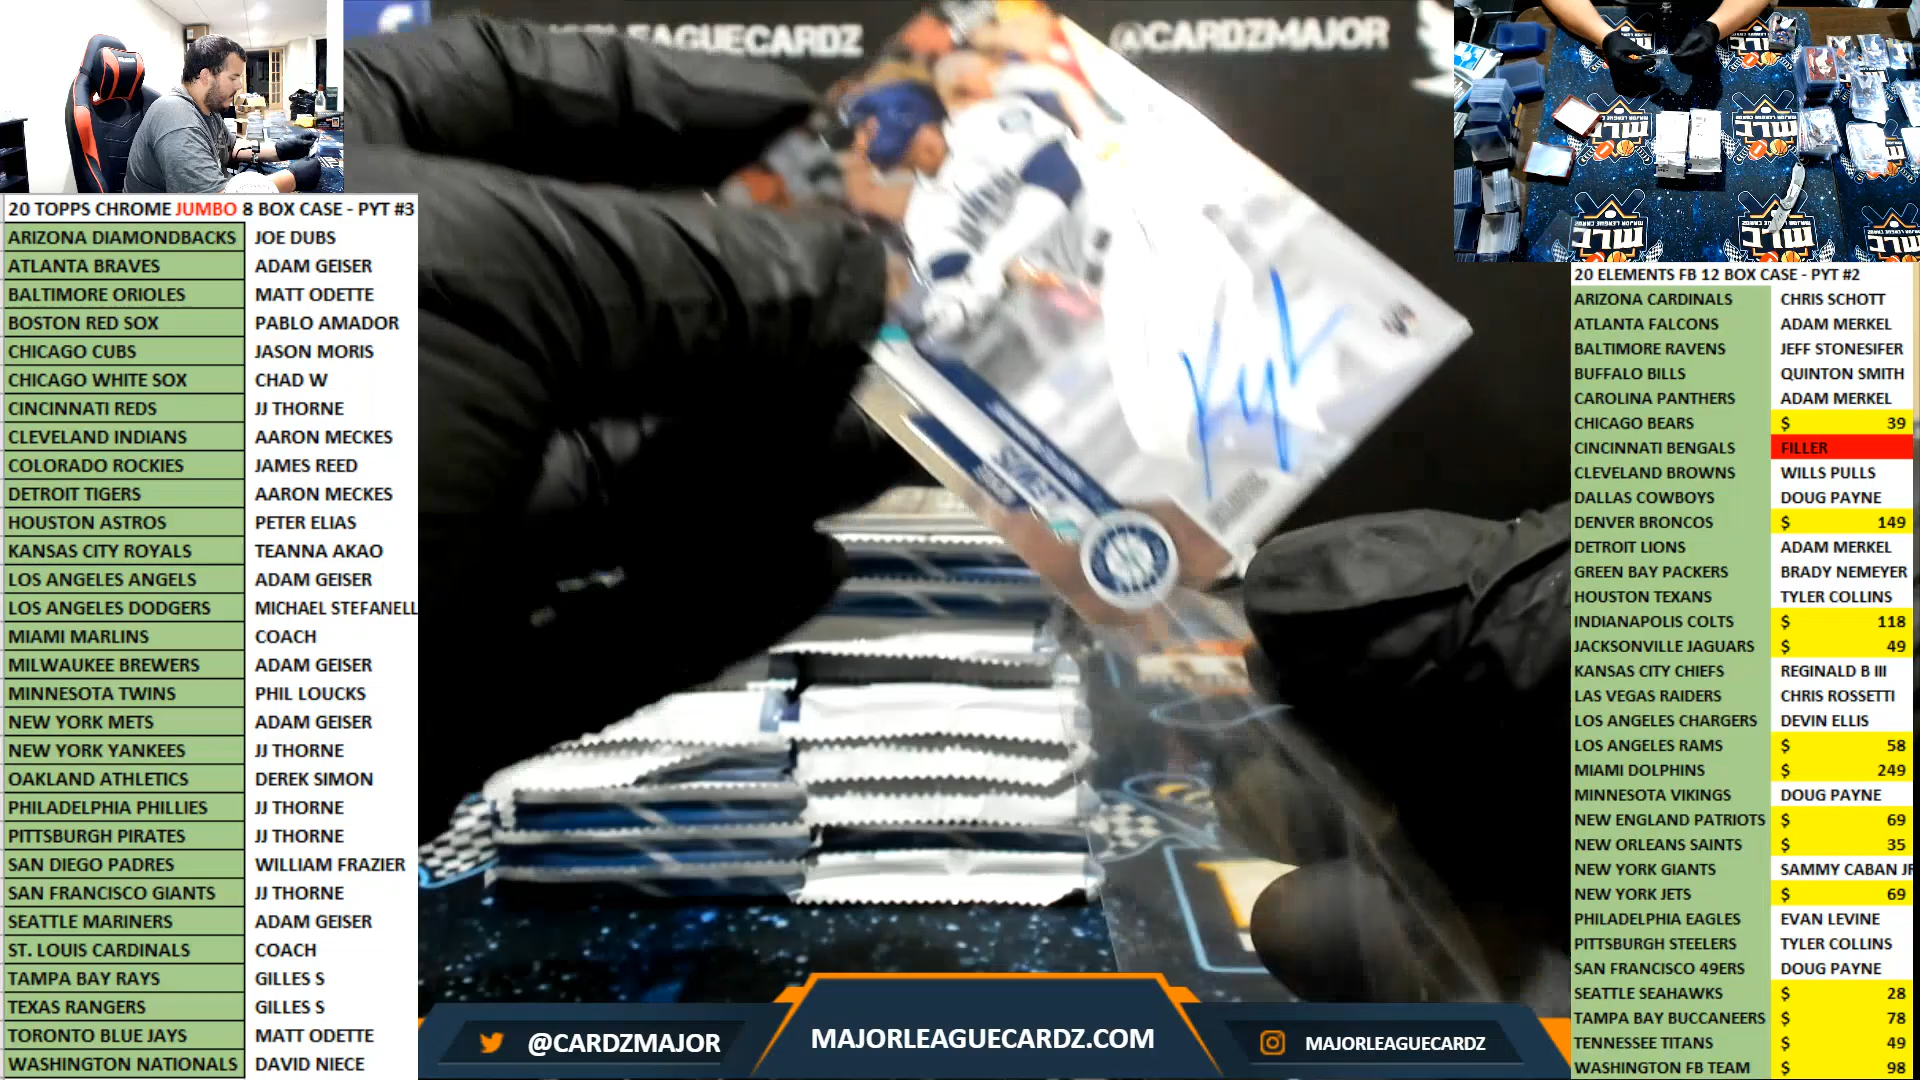 @CARDZMAJOR
20 TOPPS CHROME JUMBO 8 BOX CASE - PYT #3
ARIZONA DIAMONDBACKS JOE DUBS
ATLANTA BRAVES ADAM GEISER
BALTIMORE ORIOLES MATT ODETTE
BOSTON RED SOX PABLO AMADOR
CHICAGO CUBS JASON MORIS
CHICAGO WHITE SOX CHAD W
CINCINNATI REDS JJ THORNE
CLEVELAND INDIANS AARON MECKES
COLORADO ROCKIES JAMES REED
DETROIT TIGERS AARON MECKES
HOUSTON ASTROS PETER ELIAS
KANSAS CITY ROYALS TEANNA AKAO
LOS ANGELES ANGELS ADAM GEISER
LOS ANGELES DODGERS MICHAEL STEFANELL
MIAMI MARLINS COACH
MILWAUKEE BREWERS ADAM GEISER
MINNESOTA TWINS PHIL LOUCKS
NEW YORK METS ADAM GEISER
NEW YORK YANKEES JJ THORNE
OAKLAND ATHLETICS DEREK SIMON
PHILADELPHIA PHILLIES JJ THORNE
PITTSBURGH PIRATES JJ THORNE
SAN DIEGO PADRES WILLIAM FRAZIER
SAN FRANCISCO GIANTS JJ THORNE
SEATTLE MARINERS ADAM GEISER
ST. LOUIS CARDINALS COACH
TAMPA BAY RAYS GILLES S
TEXAS RANGERS GILLES S
TORONTO BLUE JAYS MATT ODETTE
WASHINGTON NATIONALS DAVID NIECE
20 ELEMENTS FB 12 BOX CASE - PYT #2
ARIZONA CARDINALS CHRIS SCHOTT
ATLANTA FALCONS ADAM MERKEL
BALTIMORE RAVENS JEFF STONESIFER
BUFFALO BILLS QUINTON SMITH
CAROLINA PANTHERS ADAM MERKEL
CHICAGO BEARS $ 39
CINCINNATI BENGALS FILLER
CLEVELAND BROWNS WILLS PULLS
DALLAS COWBOYS DOUG PAYNE
DENVER BRONCOS $ 149
DETROIT LIONS ADAM MERKEL
GREEN BAY PACKERS BRADY NEMEYER
HOUSTON TEXANS TYLER COLLINS
INDIANAPOLIS COLTS $ 118
JACKSONVILLE JAGUARS $ 49
KANSAS CITY CHIEFS REGINALD B III
LAS VEGAS RAIDERS CHRIS ROSSETTI
LOS ANGELES CHARGERS DEVIN ELLIS
LOS ANGELES RAMS $ 58
MIAMI DOLPHINS $ 249
MINNESOTA VIKINGS DOUG PAYNE
NEW ENGLAND PATRIOTS $ 69
NEW ORLEANS SAINTS $ 35
NEW YORK GIANTS SAMMY CABAN JR
NEW YORK JETS $ 69
PHILADELPHIA EAGLES EVAN LEVINE
PITTSBURGH STEELERS TYLER COLLINS
SAN FRANCISCO 49ERS DOUG PAYNE
SEATTLE SEAHAWKS $ 28
TAMPA BAY BUCCANEERS $ 78
TENNESSEE TITANS $ 49
WASHINGTON FB TEAM $ 98
@CARDZMAJOR
MAJORLEAGUECARDZ.COM
MAJORLEAGUECARDZ